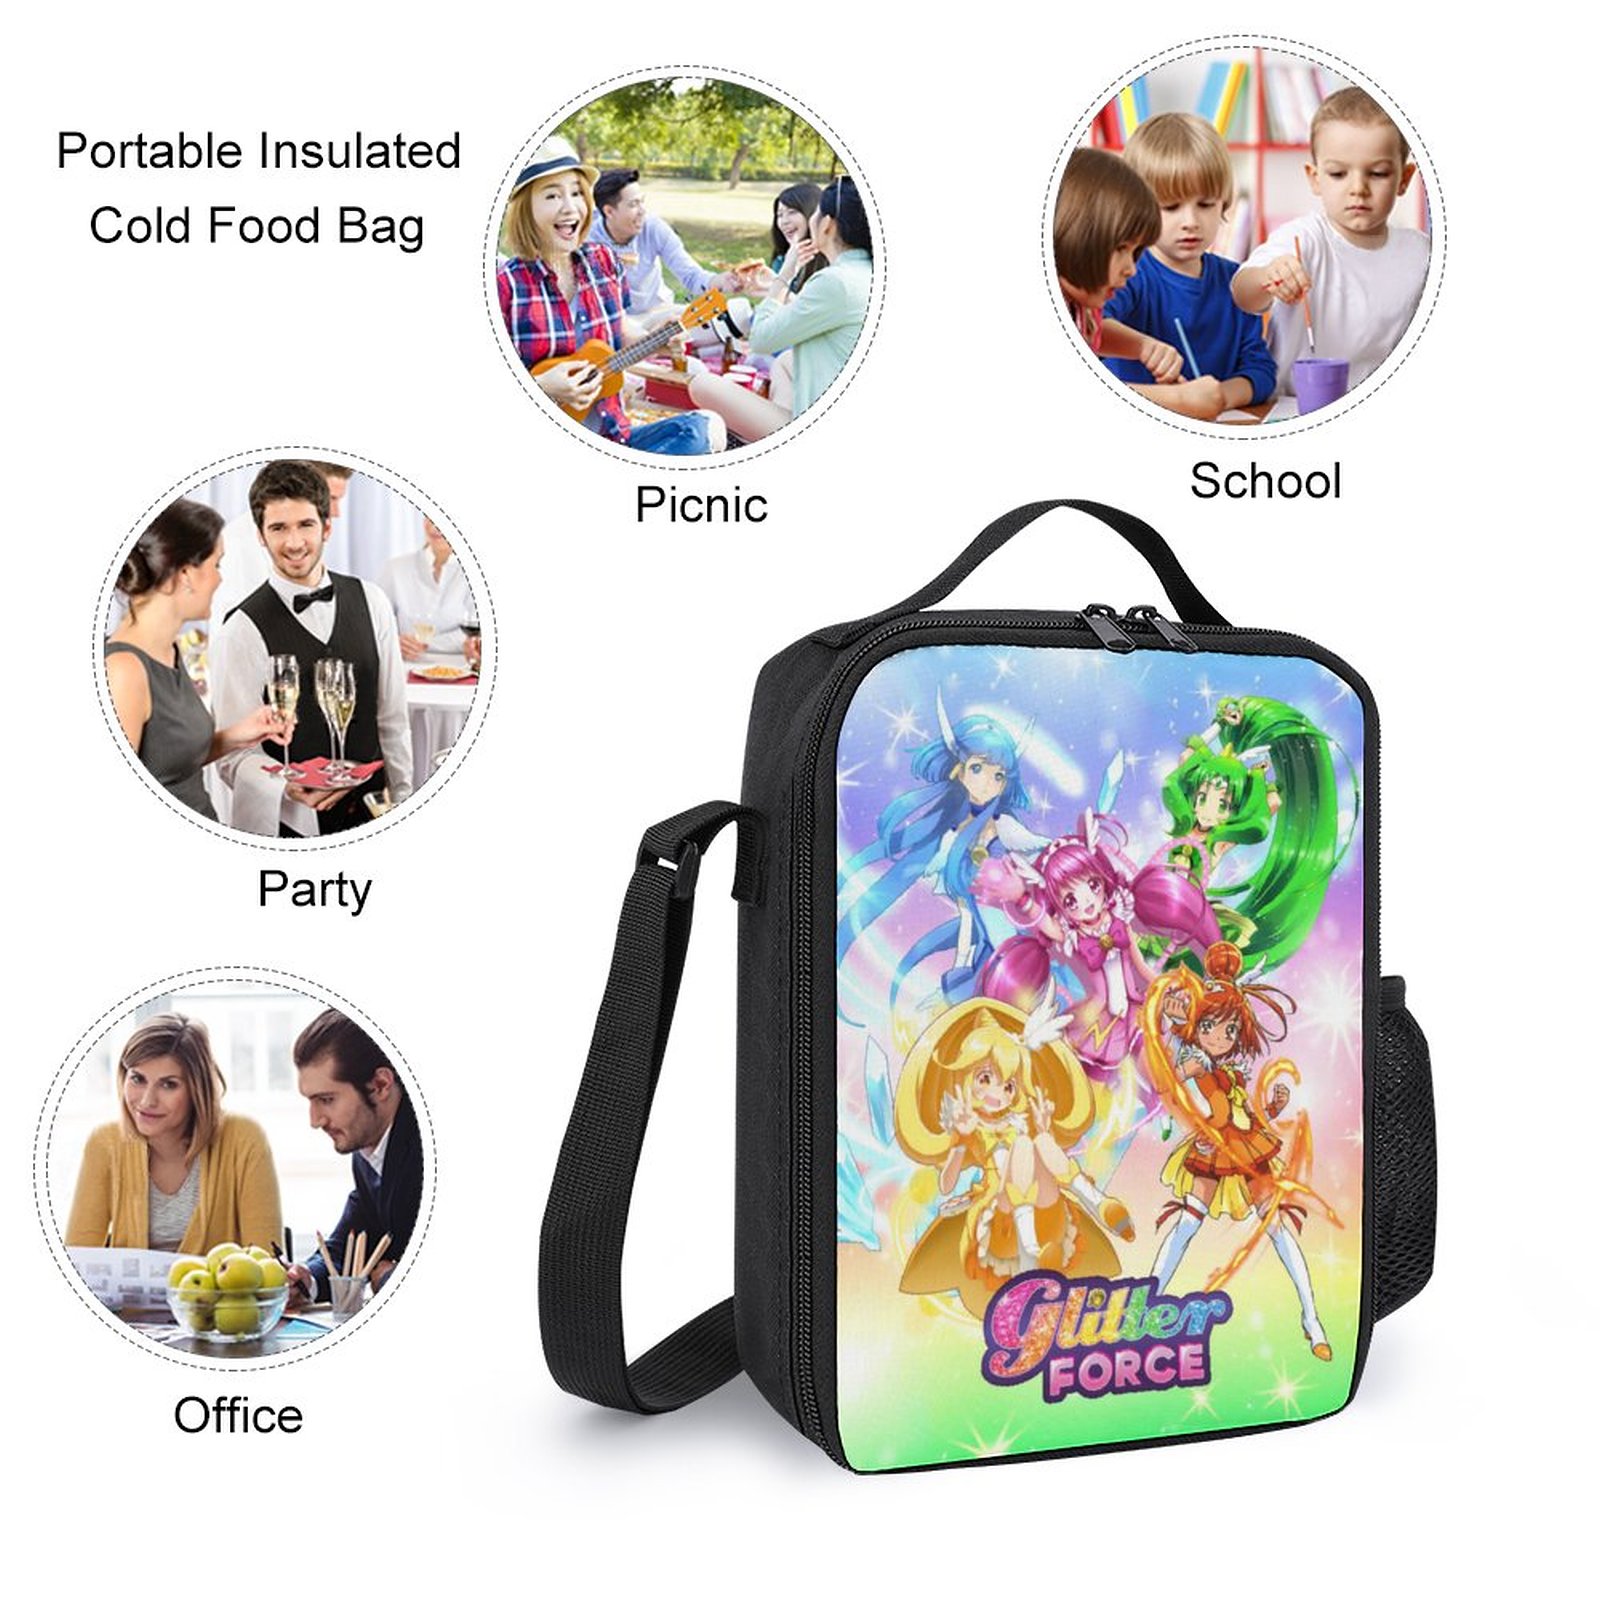 Portable Insulated
Cold Food Bag
Picnic
School
Party
Office
Glitter
FORCE